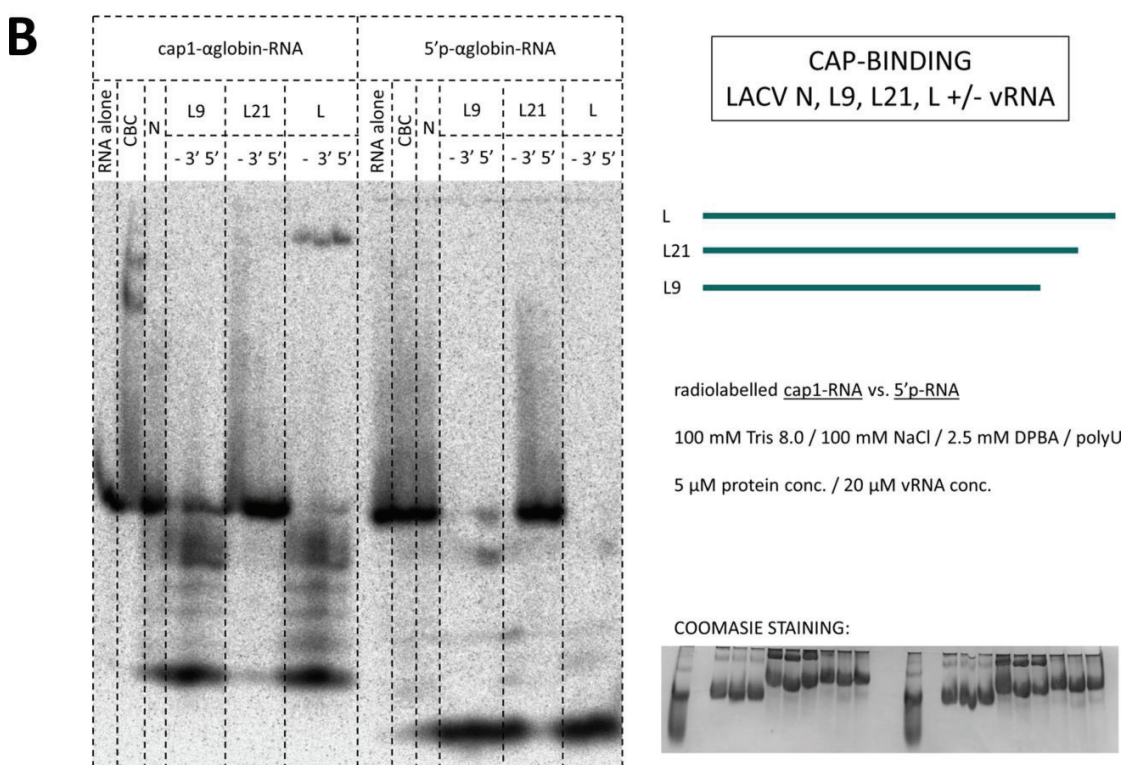 B
cap1-αglobin-RNA 5'p-αglobin-RNA
RNA alone CBC N L9 L21 L RNA alone CBC N L9 L21 L
- 3' 5' - 3' 5' - 3' 5' - 3' 5' - 3' 5' - 3' 5'
CAP-BINDING
LACV N, L9, L21, L +/- vRNA
L
L21
L9
radiolabelled cap1-RNA vs. 5'p-RNA
100 mM Tris 8.0 / 100 mM NaCl / 2.5 mM DPBA / polyU
5 μM protein conc. / 20 μM vRNA conc.
COOMASIE STAINING: